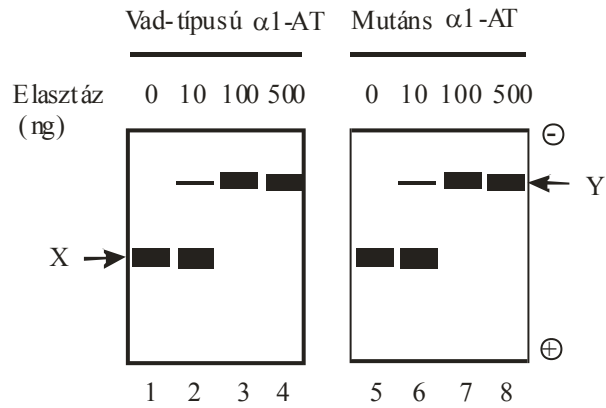 Vad-típusú α1-AT Mutáns α1-AT
Elasztáz 0 10 100 500 0 10 100 500
(ng)
-
Y
X
+
1 2 3 4 5 6 7 8